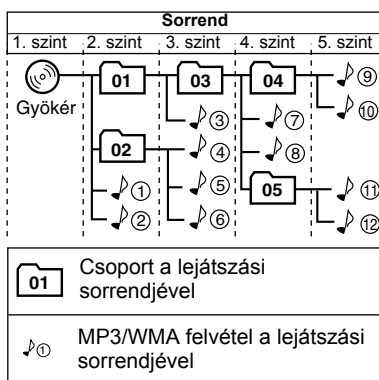 Sorrend
1. szint 2. szint 3. szint 4. szint 5. szint
01 03 04 ⑨
Gyökér ⑩
③ ⑦
02 ④ ⑧
① ⑤ 05 ⑪
② ⑥ ⑫
01 Csoport a lejátszási
sorrendjével
① MP3/WMA felvétel a lejátszási
sorrendjével